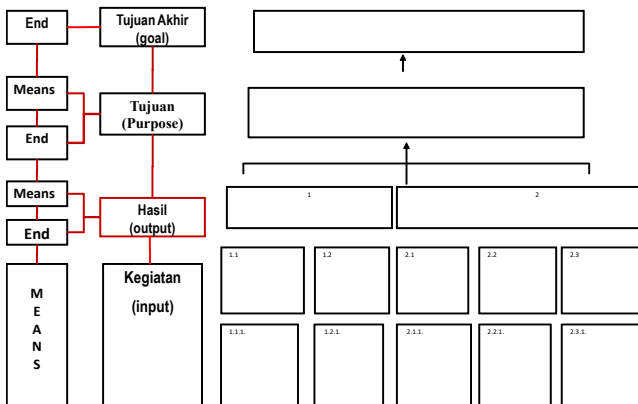 End
Tujuan Akhir
(goal)
Means
Tujuan
(Purpose)
End
Means
1
2
Hasil
(output)
End
1.1
1.2
2.1
2.2
2.3
Kegiatan
(input)
M
E
A
N
S
1.1.1.
1.2.1.
2.1.1.
2.2.1.
2.3.1.